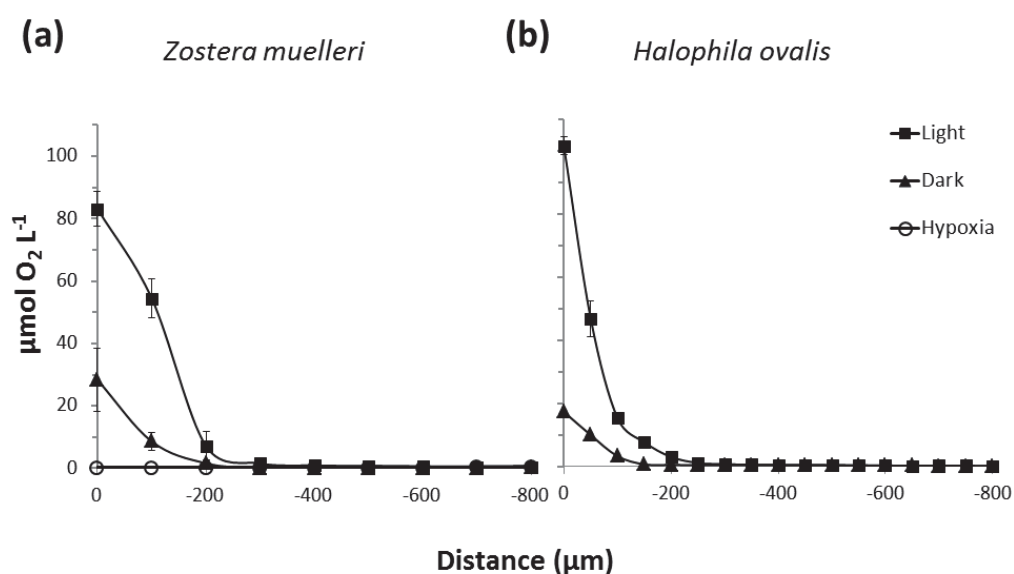 (a)
Zostera muelleri
(b)
Halophila ovalis
Light
Dark
Hypoxia
µmol O₂ L⁻¹
100
80
60
40
20
0
0 -200 -400 -600 -800
0 -200 -400 -600 -800
Distance (µm)